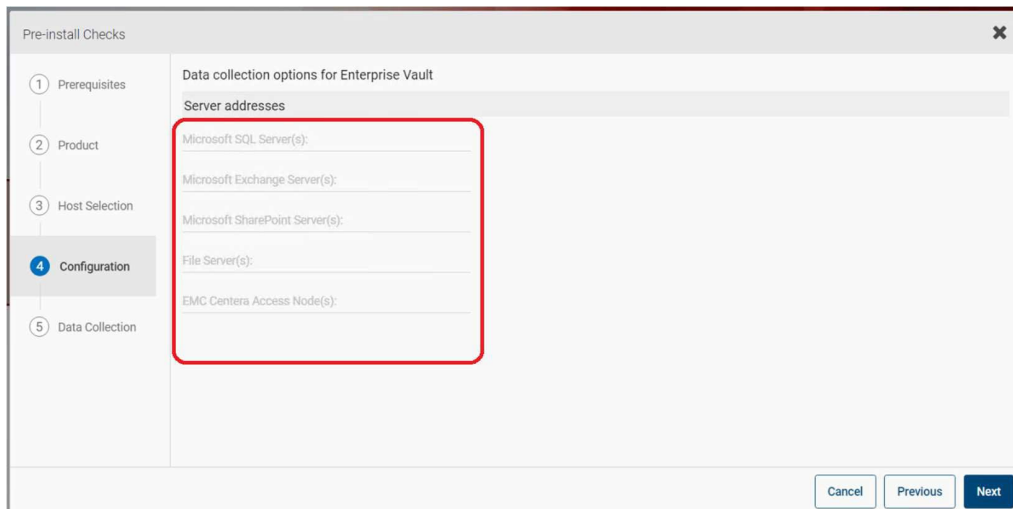 Pre-install Checks
1 Prerequisites
2 Product
3 Host Selection
4 Configuration
5 Data Collection
Data collection options for Enterprise Vault
Server addresses
Microsoft SQL Server(s):
Microsoft Exchange Server(s):
Microsoft SharePoint Server(s):
File Server(s):
EMC Centera Access Node(s):
Cancel Previous Next